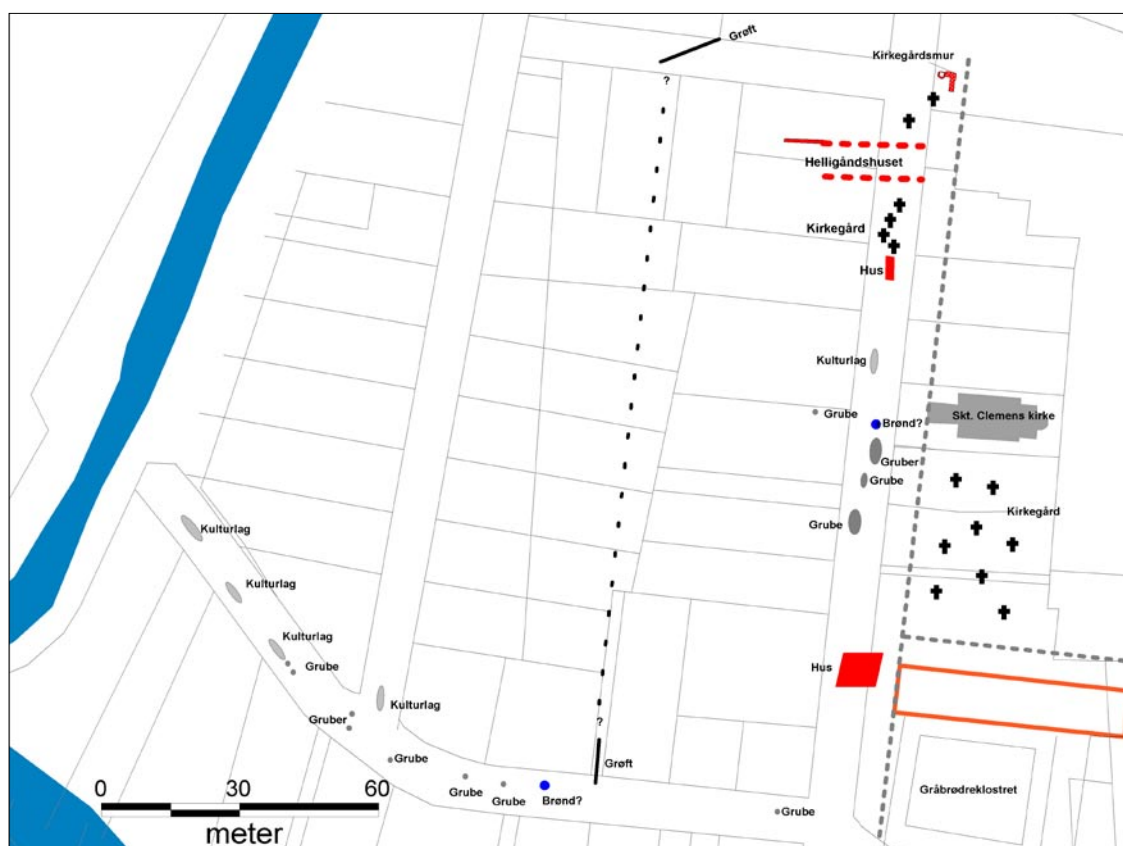 Grøft
Kirkegårdsmur
?
Helligåndshuset
Kirkegård
Hus
Kulturlag
Grube
Brønd?
Skt. Clemens kirke
Gruber
Grube
Kirkegård
Grube
Kulturlag
Kulturlag
Kulturlag
Grube
Hus
Kulturlag
Gruber
?
Grube
Grøft
Grube
Brønd?
Gråbrødreklostret
Grube
0 30 60
meter